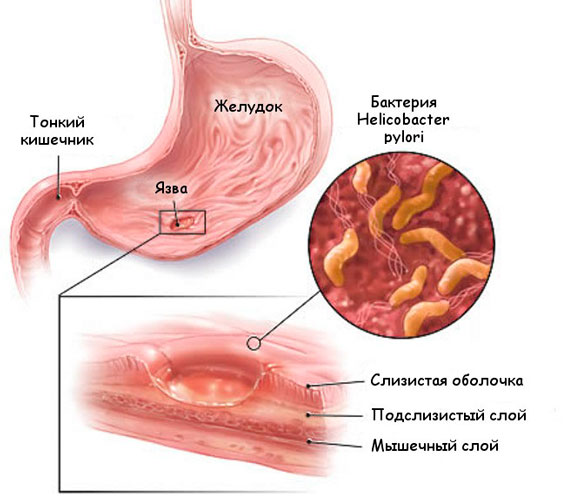 Желудок
Бактерия
Helicobacter
pylori
Тонкий
кишечник
Язва
Слизистая оболочка
Подслизистый слой
Мышечный слой